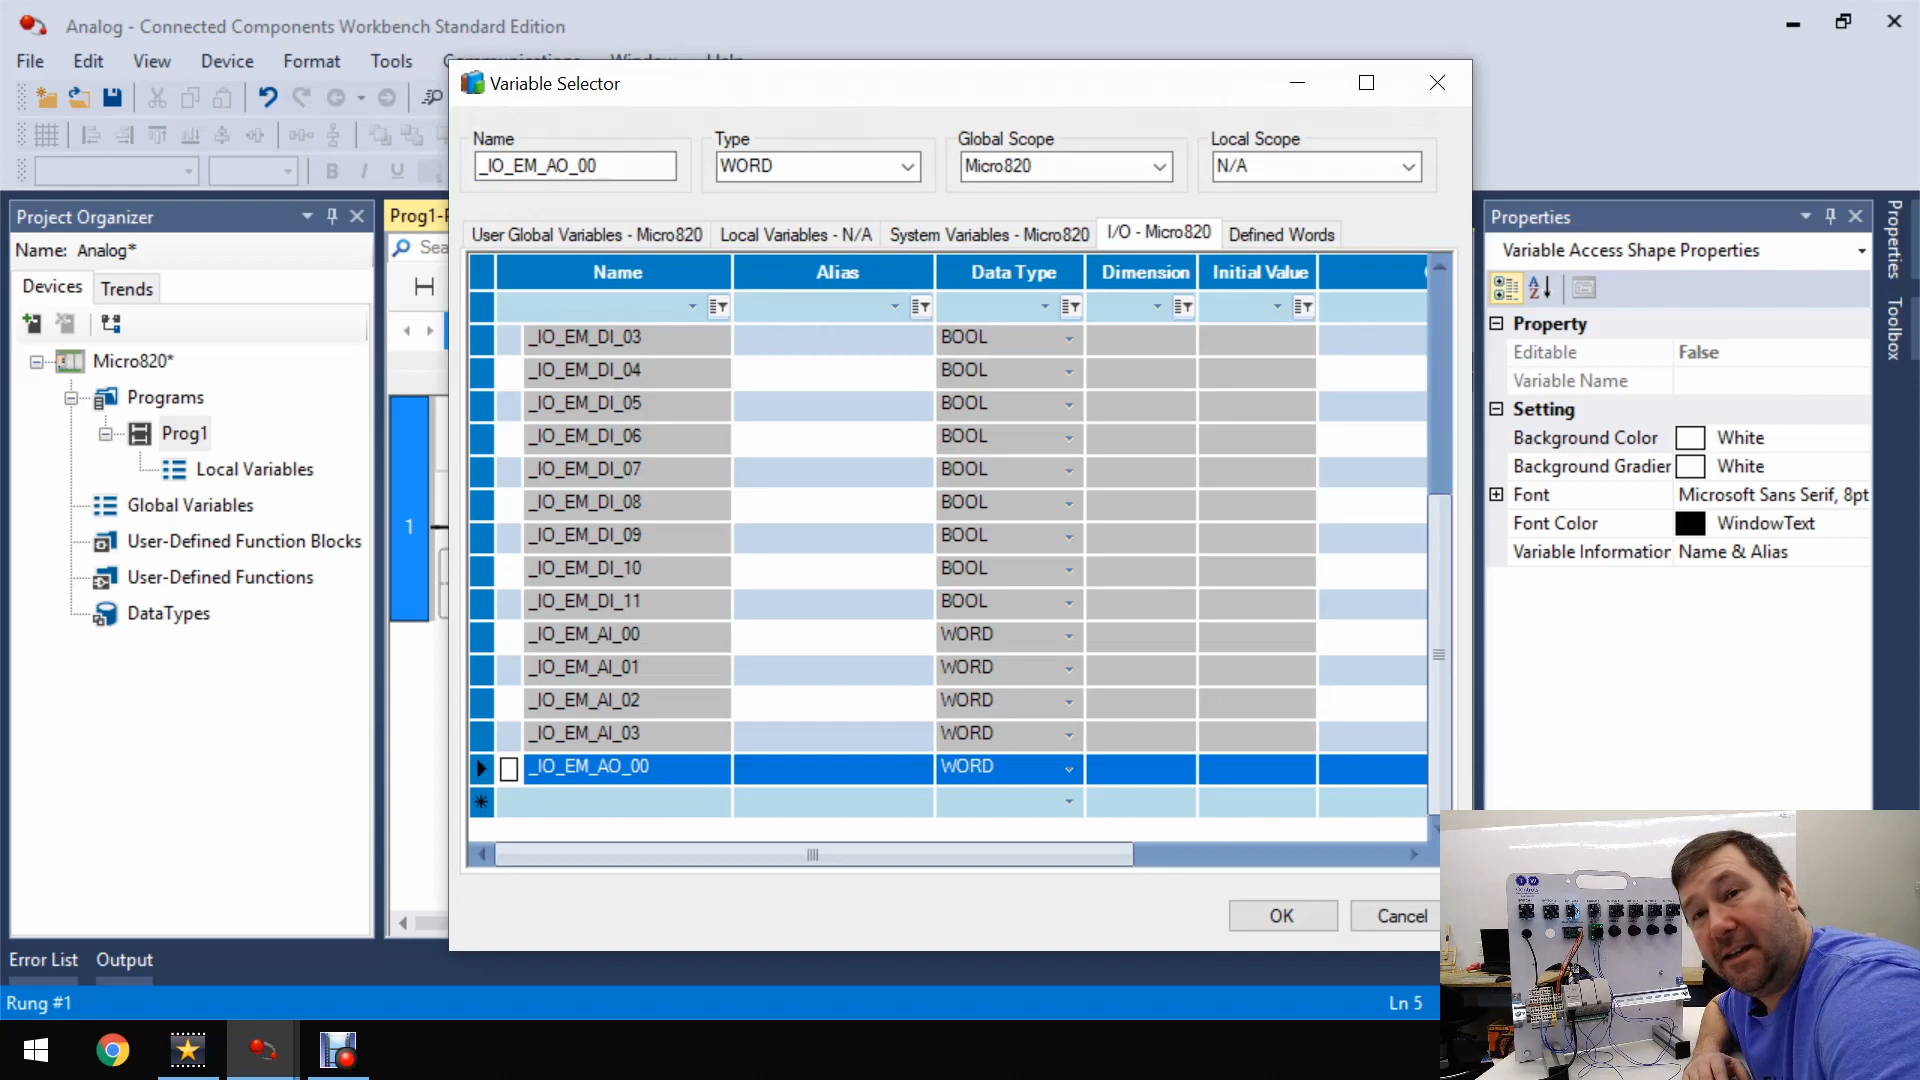 Analog - Connected Components Workbench Standard Edition
File Edit View Device Format Tools
Variable Selector
Name
_IO_EM_AO_00
Type
WORD
Global Scope
Micro820
Local Scope
N/A
User Global Variables - Micro820
Local Variables - N/A
System Variables - Micro820
I/O - Micro820
Defined Words
Name Alias Data Type Dimension Initial Value
_IO_EM_DI_03 BOOL
_IO_EM_DI_04 BOOL
_IO_EM_DI_05 BOOL
_IO_EM_DI_06 BOOL
_IO_EM_DI_07 BOOL
_IO_EM_DI_08 BOOL
_IO_EM_DI_09 BOOL
_IO_EM_DI_10 BOOL
_IO_EM_DI_11 BOOL
_IO_EM_AI_00 WORD
_IO_EM_AI_01 WORD
_IO_EM_AI_02 WORD
_IO_EM_AI_03 WORD
_IO_EM_AO_00 WORD
OK
Cancel
Project Organizer
Name: Analog*
Devices
Trends
Micro820*
Programs
Prog1
Local Variables
Global Variables
User-Defined Function Blocks
User-Defined Functions
DataTypes
Prog1-
Sea
1
Properties
Variable Access Shape Properties
Property
Editable False
Variable Name
Setting
Background Color White
Background Gradier White
Font Microsoft Sans Serif, 8pt
Font Color WindowText
Variable Information Name & Alias
Properties
Toolbox
Error List
Output
Rung #1
Ln 5